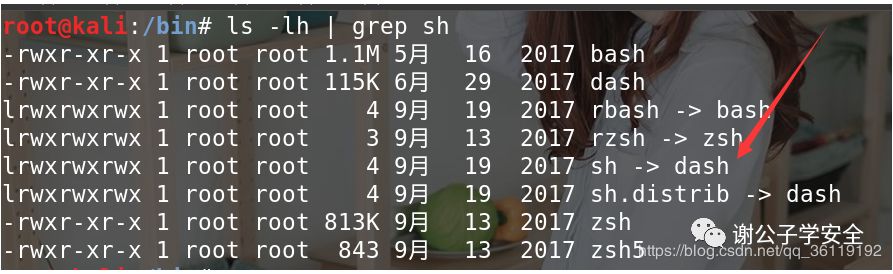 root@kali:/bin# ls -lh | grep sh
-rwxr-xr-x 1 root root 1.1M 5月 16 2017 bash
-rwxr-xr-x 1 root root 115K 6月 29 2017 dash
lrwxrwxrwx 1 root root 4 9月 19 2017 rbash -> bash
lrwxrwxrwx 1 root root 3 9月 13 2017 rzsh -> zsh
lrwxrwxrwx 1 root root 4 9月 19 2017 sh -> dash
lrwxrwxrwx 1 root root 4 9月 19 2017 sh.distrib -> dash
-rwxr-xr-x 1 root root 813K 9月 13 2017 zsh
谢公子学安全
-rwxr-xr-x 1 root root 843 9月 13 2017 zsh5
https://blog.csdn.net/qq_36119192